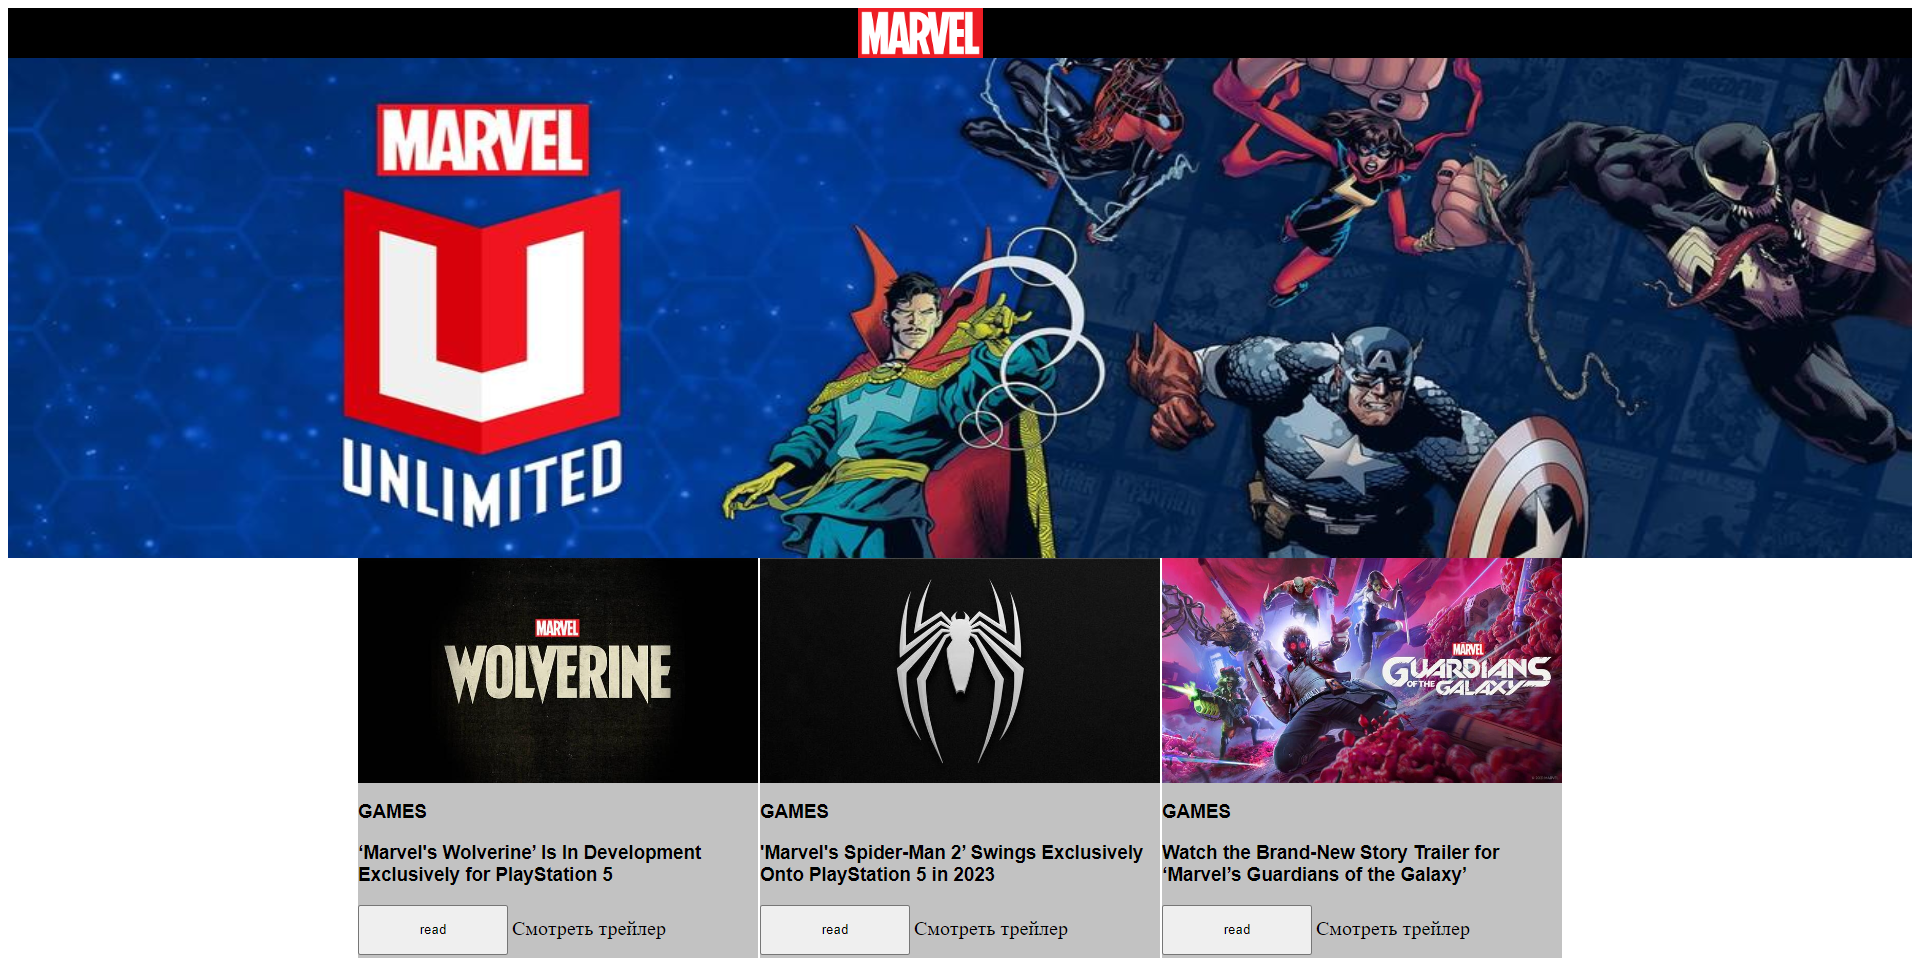 MARVEL
MARVEL
UNLIMITED
MARVEL
WOLVERINE
MARVEL
GUARDIANS
OF THE GALAXY
GAMES
‘Marvel's Wolverine’ Is In Development
Exclusively for PlayStation 5
read Смотреть трейлер
GAMES
'Marvel's Spider-Man 2’ Swings Exclusively
Onto PlayStation 5 in 2023
read Смотреть трейлер
GAMES
Watch the Brand-New Story Trailer for
‘Marvel’s Guardians of the Galaxy’
read Смотреть трейлер